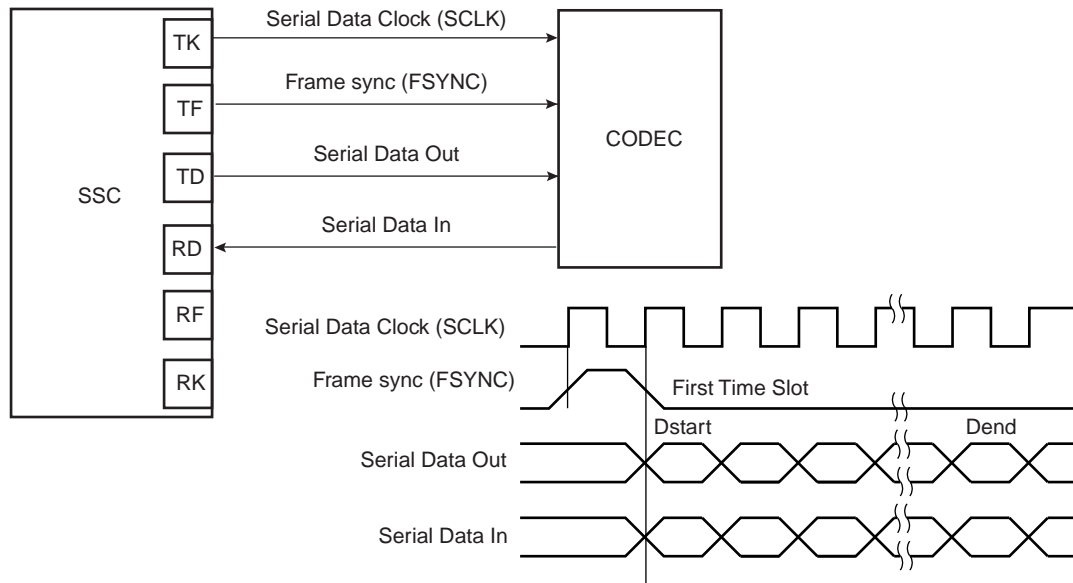 Serial Data Clock (SCLK)
TK
Frame sync (FSYNC)
TF
CODEC
Serial Data Out
TD
SSC
Serial Data In
RD
RF
Serial Data Clock (SCLK)
RK
Frame sync (FSYNC)
First Time Slot
Dstart
Dend
Serial Data Out
Serial Data In